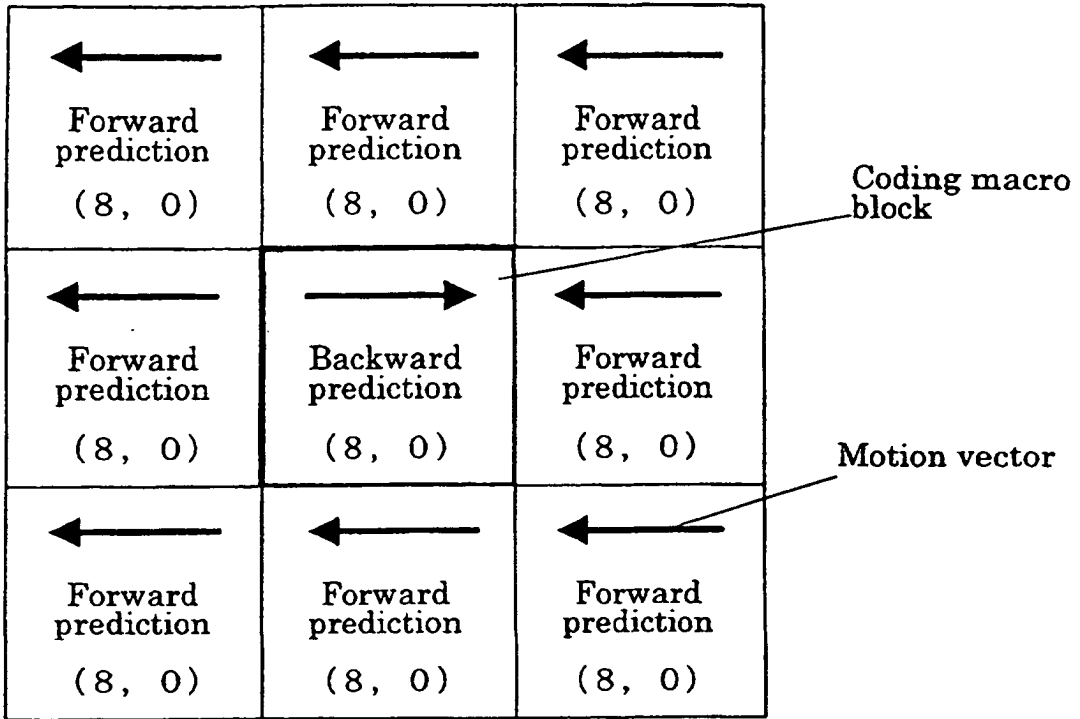 Forward
prediction
(8, 0)
Forward
prediction
(8, 0)
Forward
prediction
(8, 0)
Coding macro
block
Forward
prediction
(8, 0)
Backward
prediction
(8, 0)
Forward
prediction
(8, 0)
Motion vector
Forward
prediction
(8, 0)
Forward
prediction
(8, 0)
Forward
prediction
(8, 0)